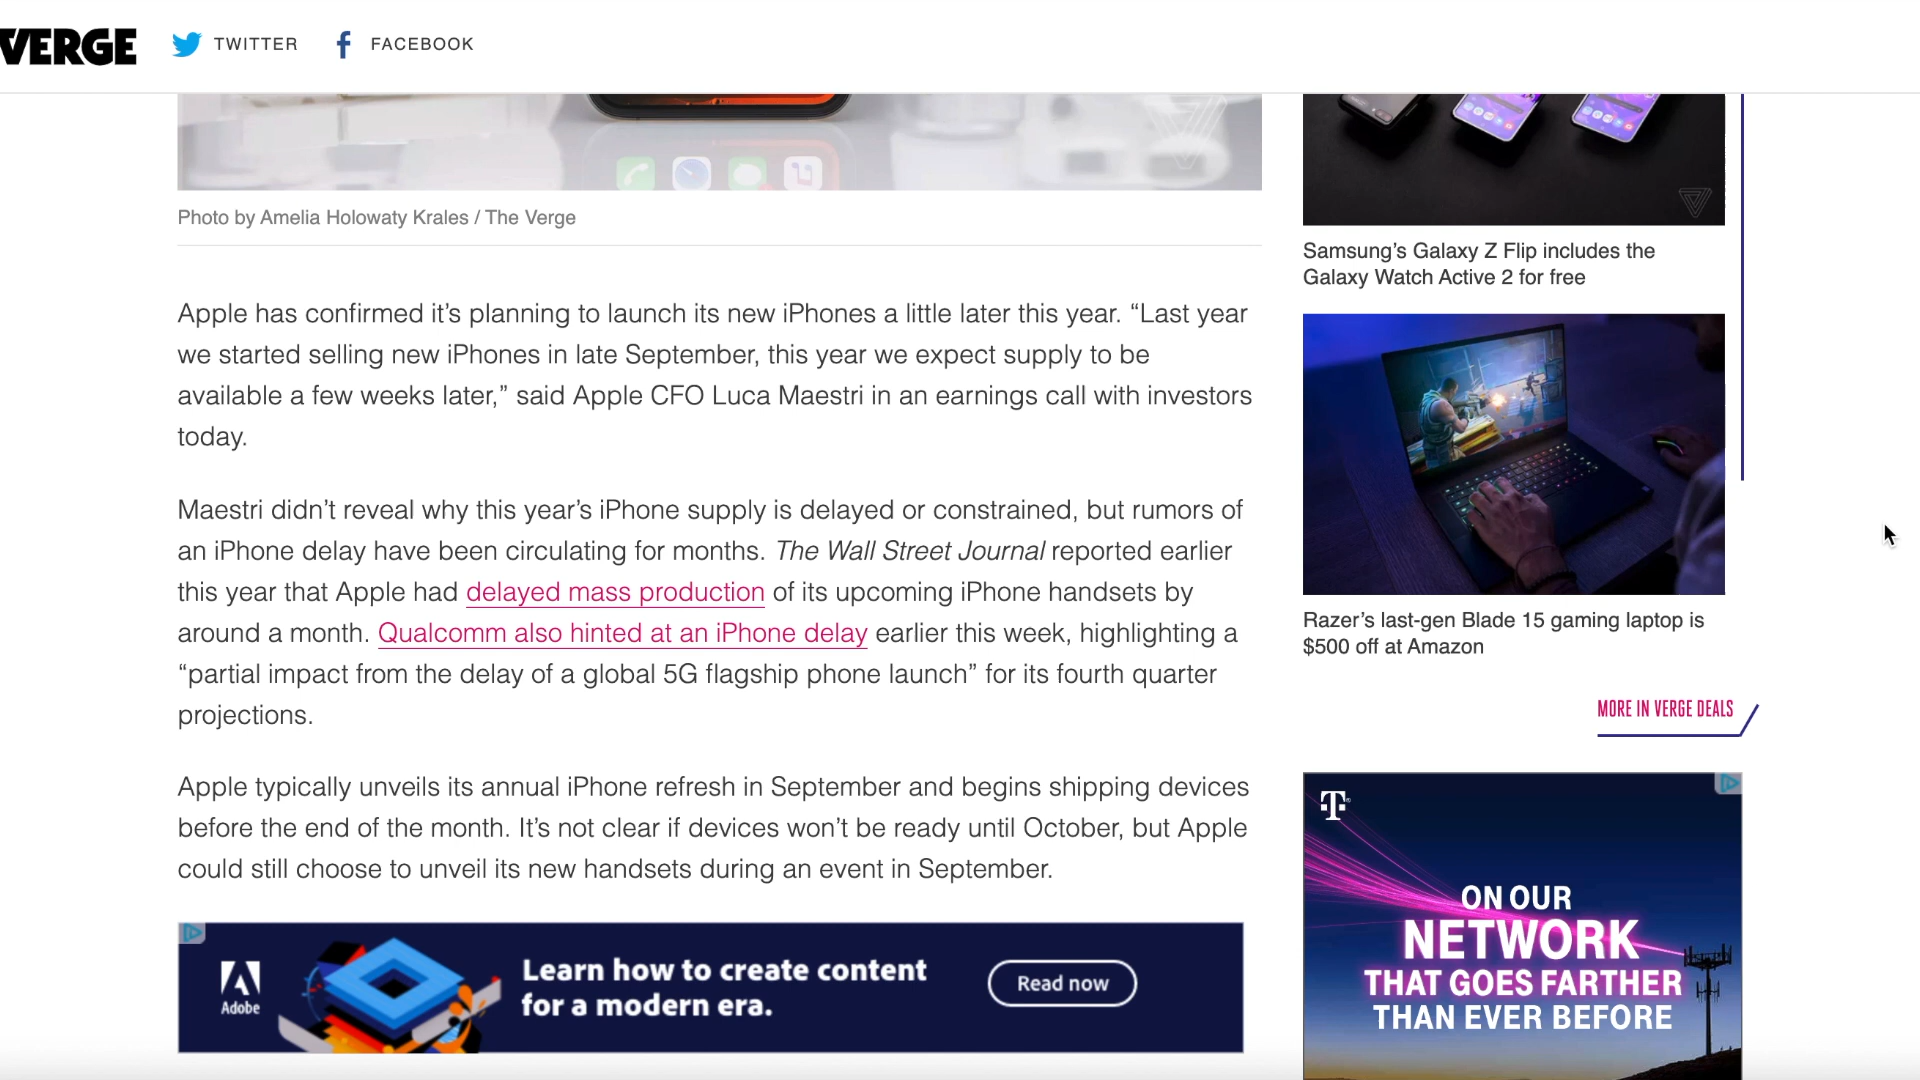 VERGE
TWITTER
FACEBOOK
Photo by Amelia Holowaty Krales / The Verge
Apple has confirmed it’s planning to launch its new iPhones a little later this year. “Last year
we started selling new iPhones in late September, this year we expect supply to be
available a few weeks later,” said Apple CFO Luca Maestri in an earnings call with investors
today.
Maestri didn’t reveal why this year’s iPhone supply is delayed or constrained, but rumors of
an iPhone delay have been circulating for months. The Wall Street Journal reported earlier
this year that Apple had delayed mass production of its upcoming iPhone handsets by
around a month. Qualcomm also hinted at an iPhone delay earlier this week, highlighting a
“partial impact from the delay of a global 5G flagship phone launch” for its fourth quarter
projections.
Apple typically unveils its annual iPhone refresh in September and begins shipping devices
before the end of the month. It’s not clear if devices won’t be ready until October, but Apple
could still choose to unveil its new handsets during an event in September.
Adobe
Learn how to create content
for a modern era.
Read now
Samsung’s Galaxy Z Flip includes the
Galaxy Watch Active 2 for free
Razer’s last-gen Blade 15 gaming laptop is
$500 off at Amazon
MORE IN VERGE DEALS
T
ON OUR
NETWORK
THAT GOES FARTHER
THAN EVER BEFORE